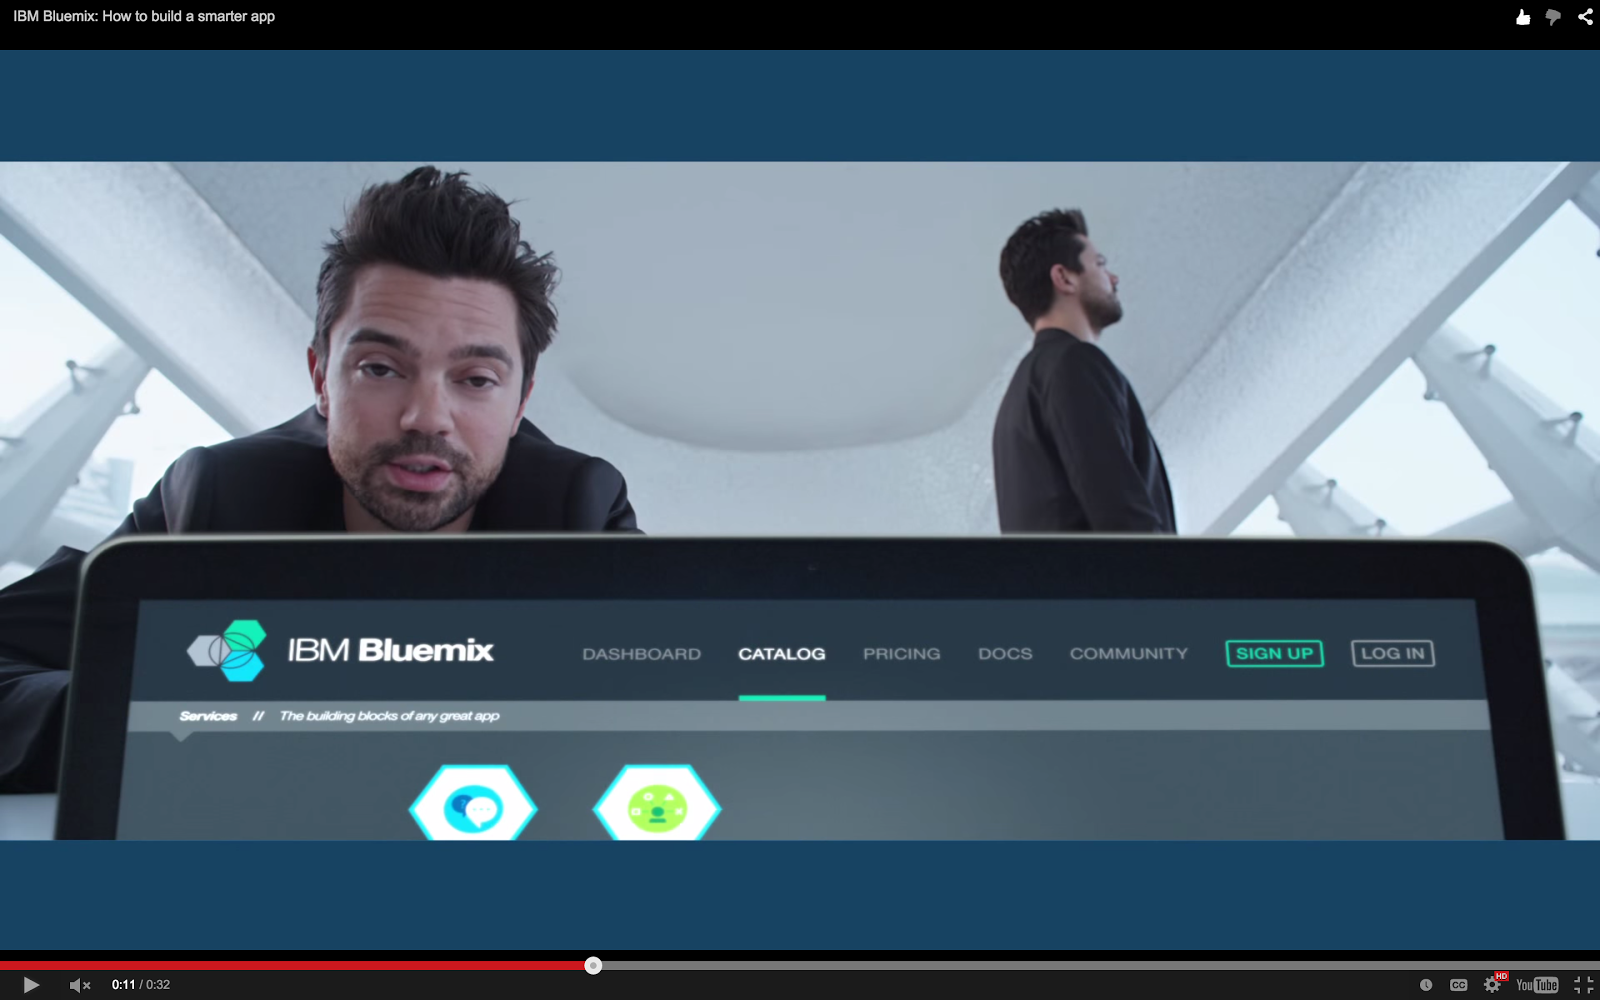 IBM Bluemix: How to build a smarter app
IBM Bluemix
DASHBOARD CATALOG PRICING DOCS COMMUNITY SIGN UP LOG IN
Services // The building blocks of any great app
0:11 / 0:32
CC HD YouTube